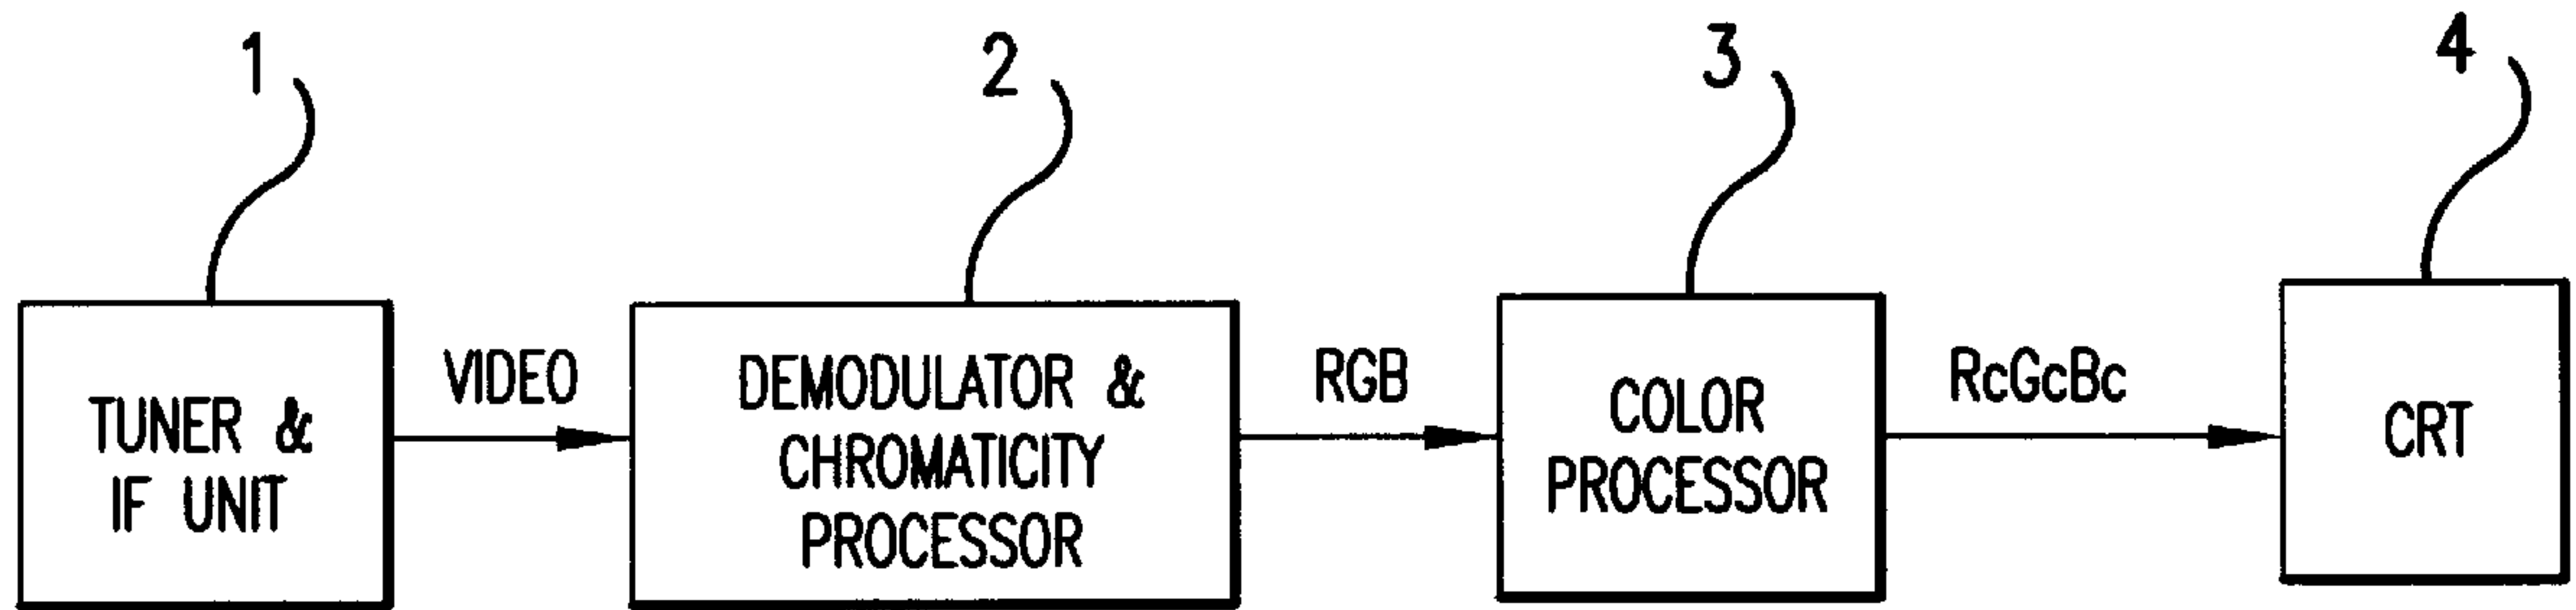 1
2
3
4
TUNER &
IF UNIT
VIDEO
DEMODULATOR &
CHROMATICITY
PROCESSOR
RGB
COLOR
PROCESSOR
RcGcBc
CRT